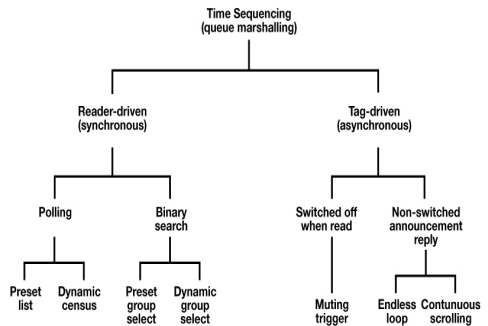 Time Sequencing
(queue marshalling)
Reader-driven
(synchronous)
Tag-driven
(asynchronous)
Polling
Binary
search
Switched off
when read
Non-switched
announcement
reply
Preset
list
Dynamic
census
Preset
group
select
Dynamic
group
select
Muting
trigger
Endless
loop
Contunuous
scrolling